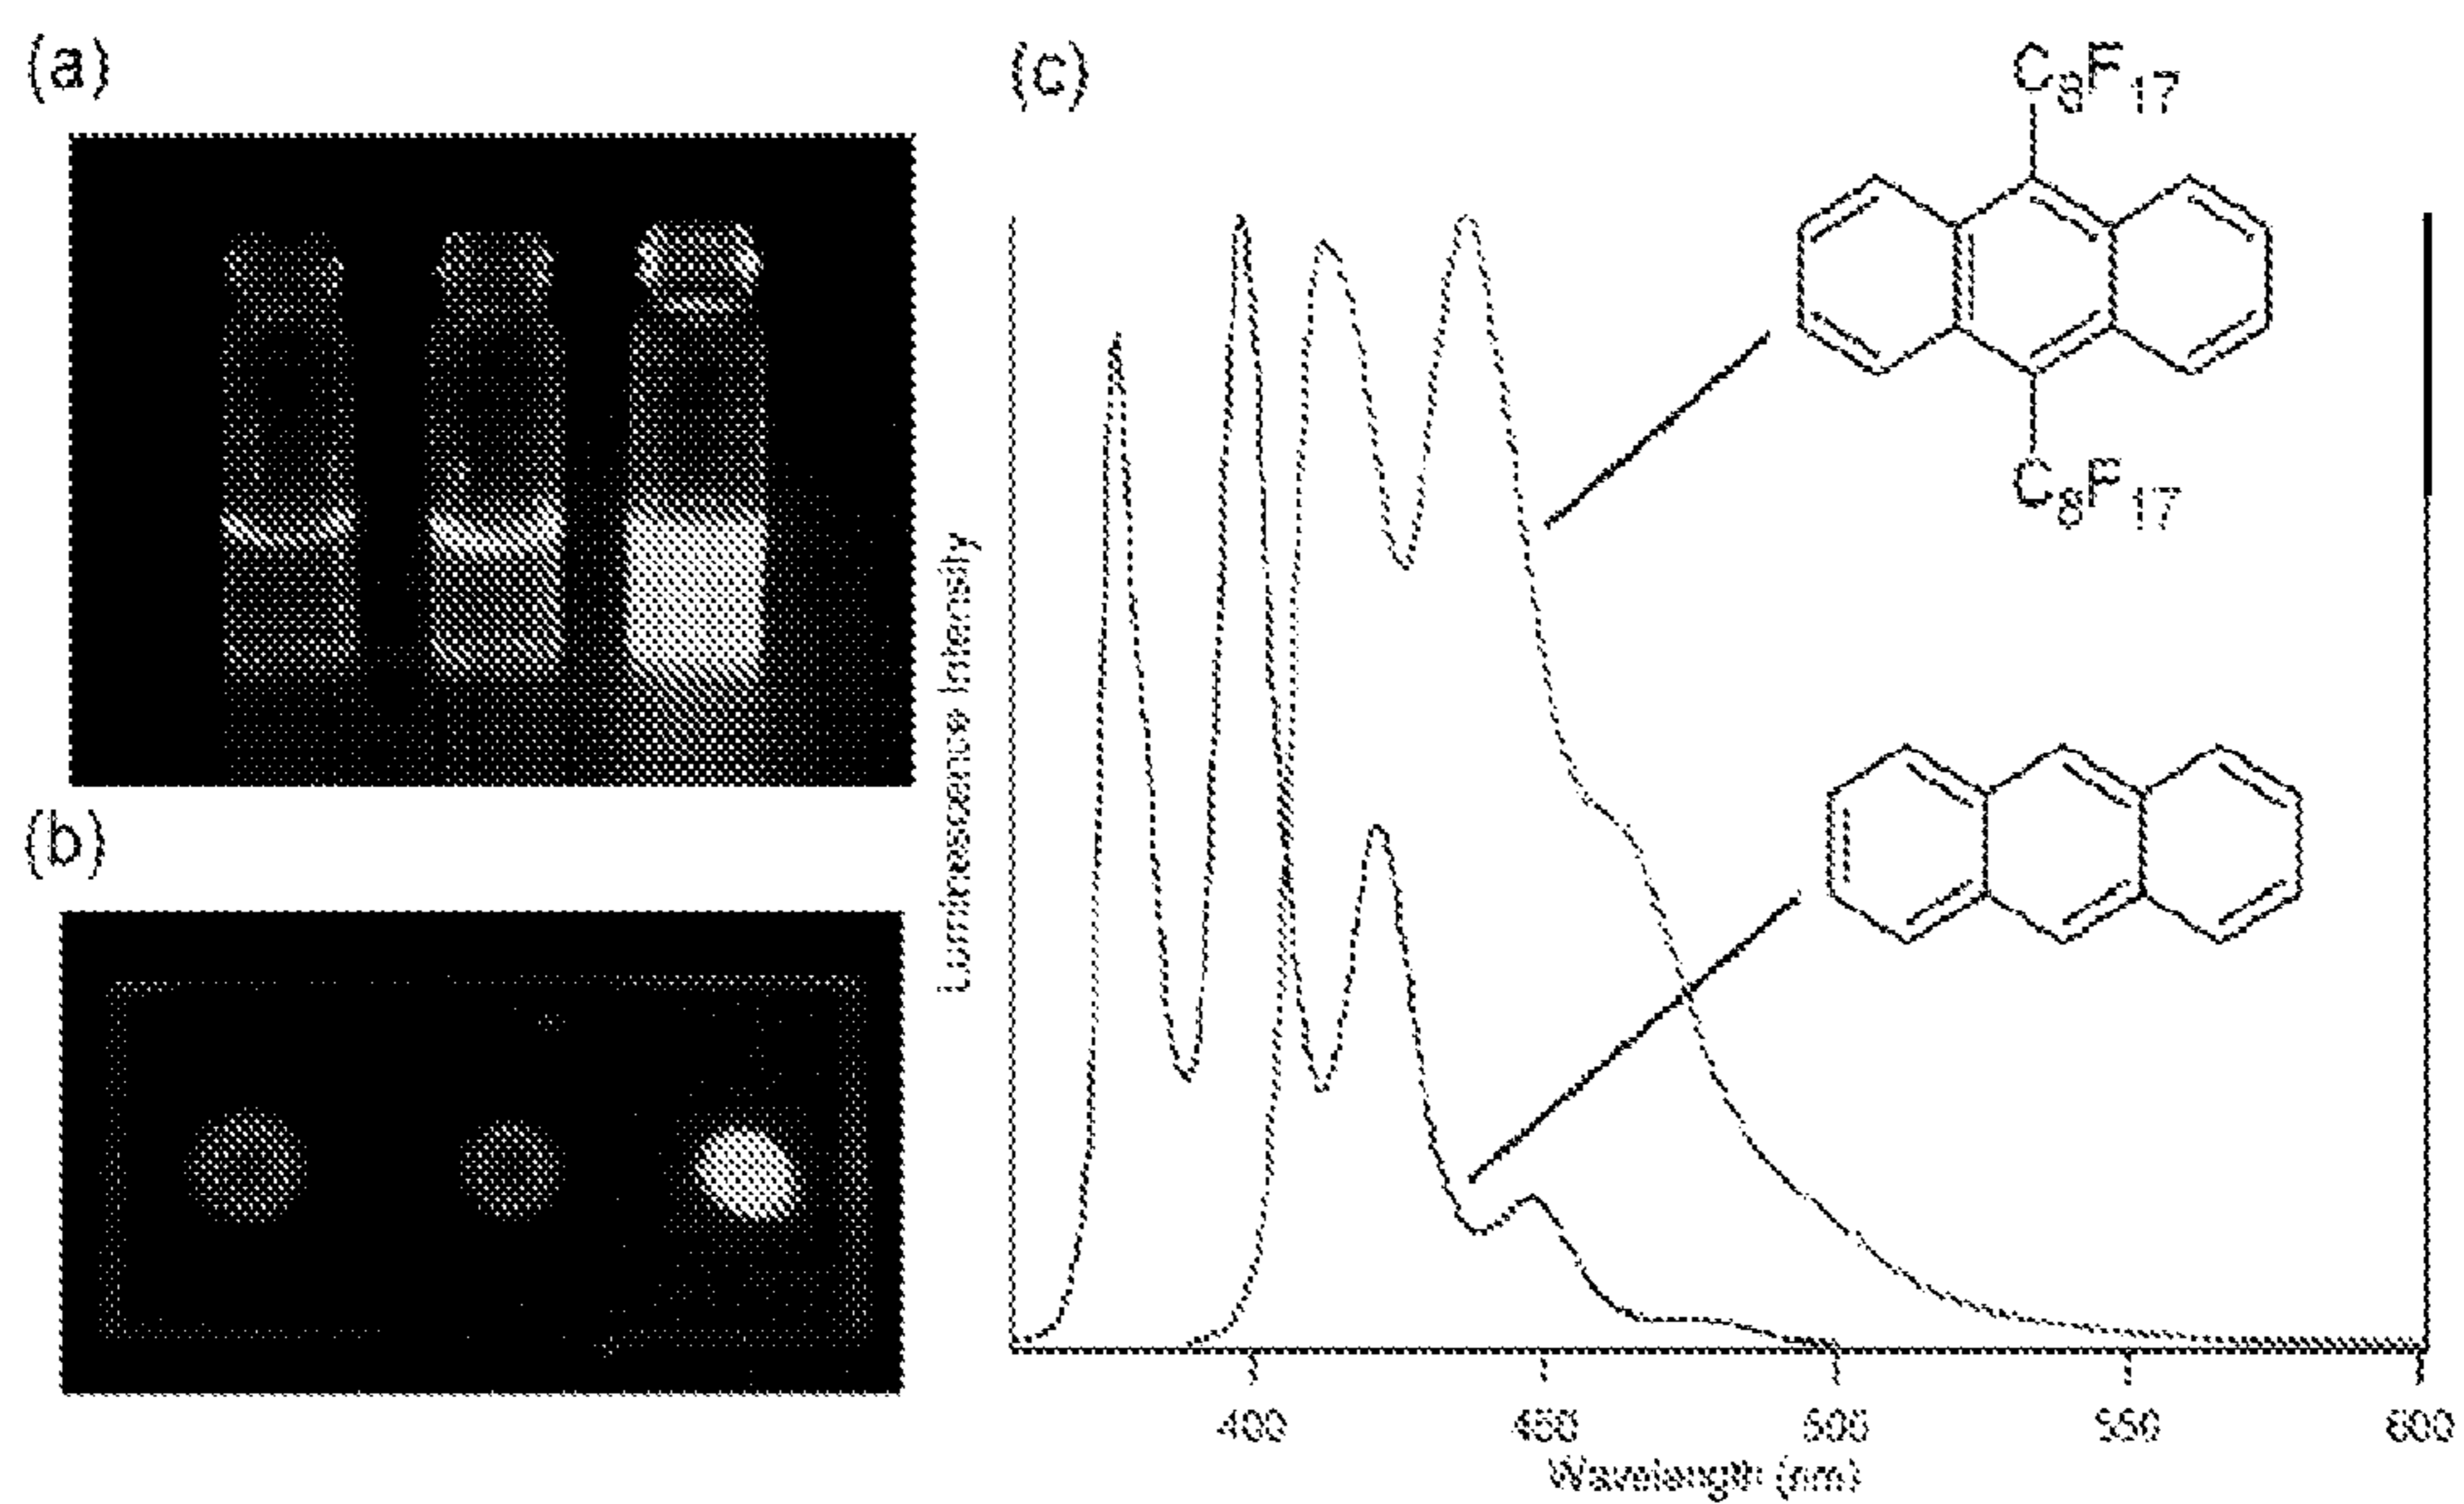 (a)
(b)
(c)
C8F17
C8F17
Luminescence Intensity
400
450
500
550
600
Wavelength (nm)